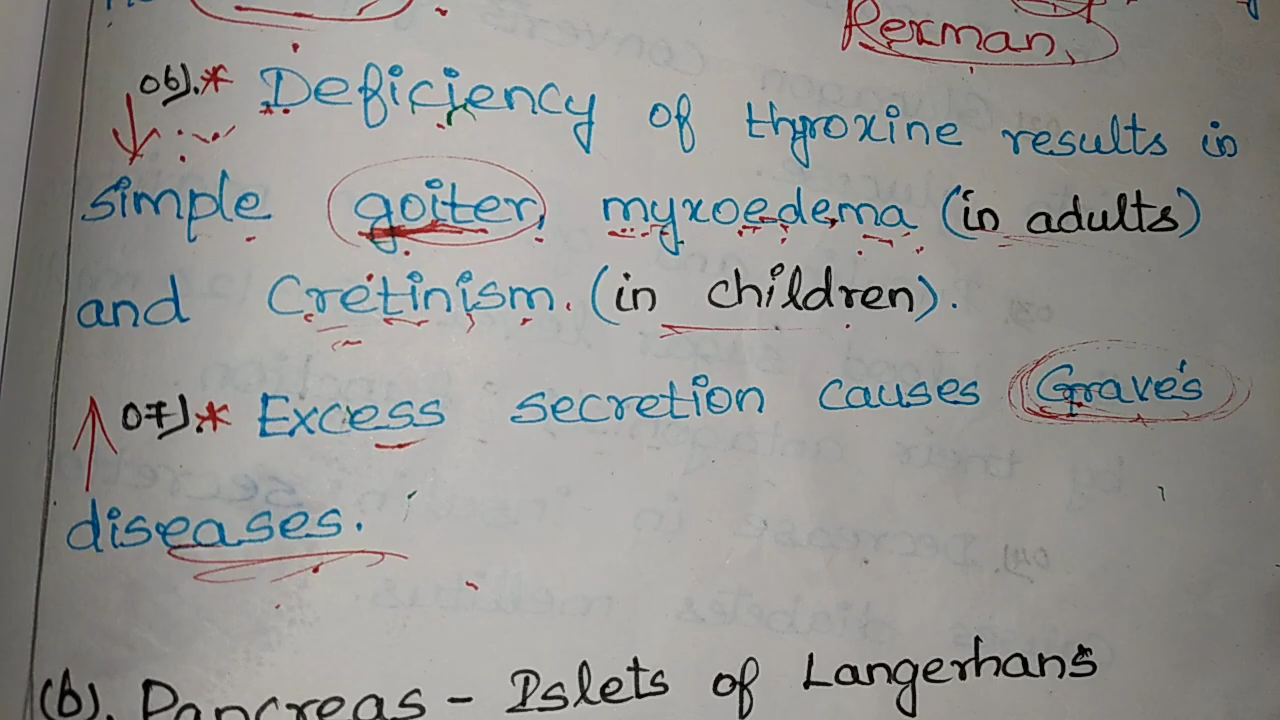 Rexman.
06).* Deficiency of thyroxine results in
simple goiter, myxoedema (in adults)
and Cretinism. (in children).
07).* Excess secretion causes Grave's
diseases.
(b). Pancreas - Islets of Langerhans